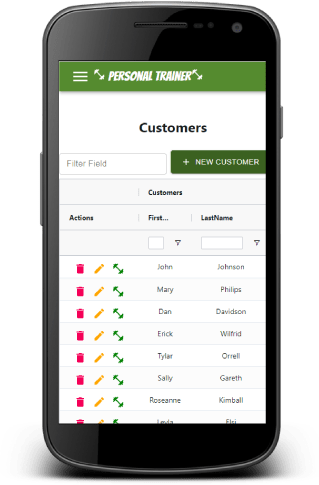 PERSONAL TRAINER
Customers
Filter Field
+ NEW CUSTOMER
Customers
Actions First... LastName
John Johnson
Mary Philips
Dan Davidson
Erick Wilfrid
Tylar Orrell
Sally Gareth
Roseanne Kimball
Leyla Elsi